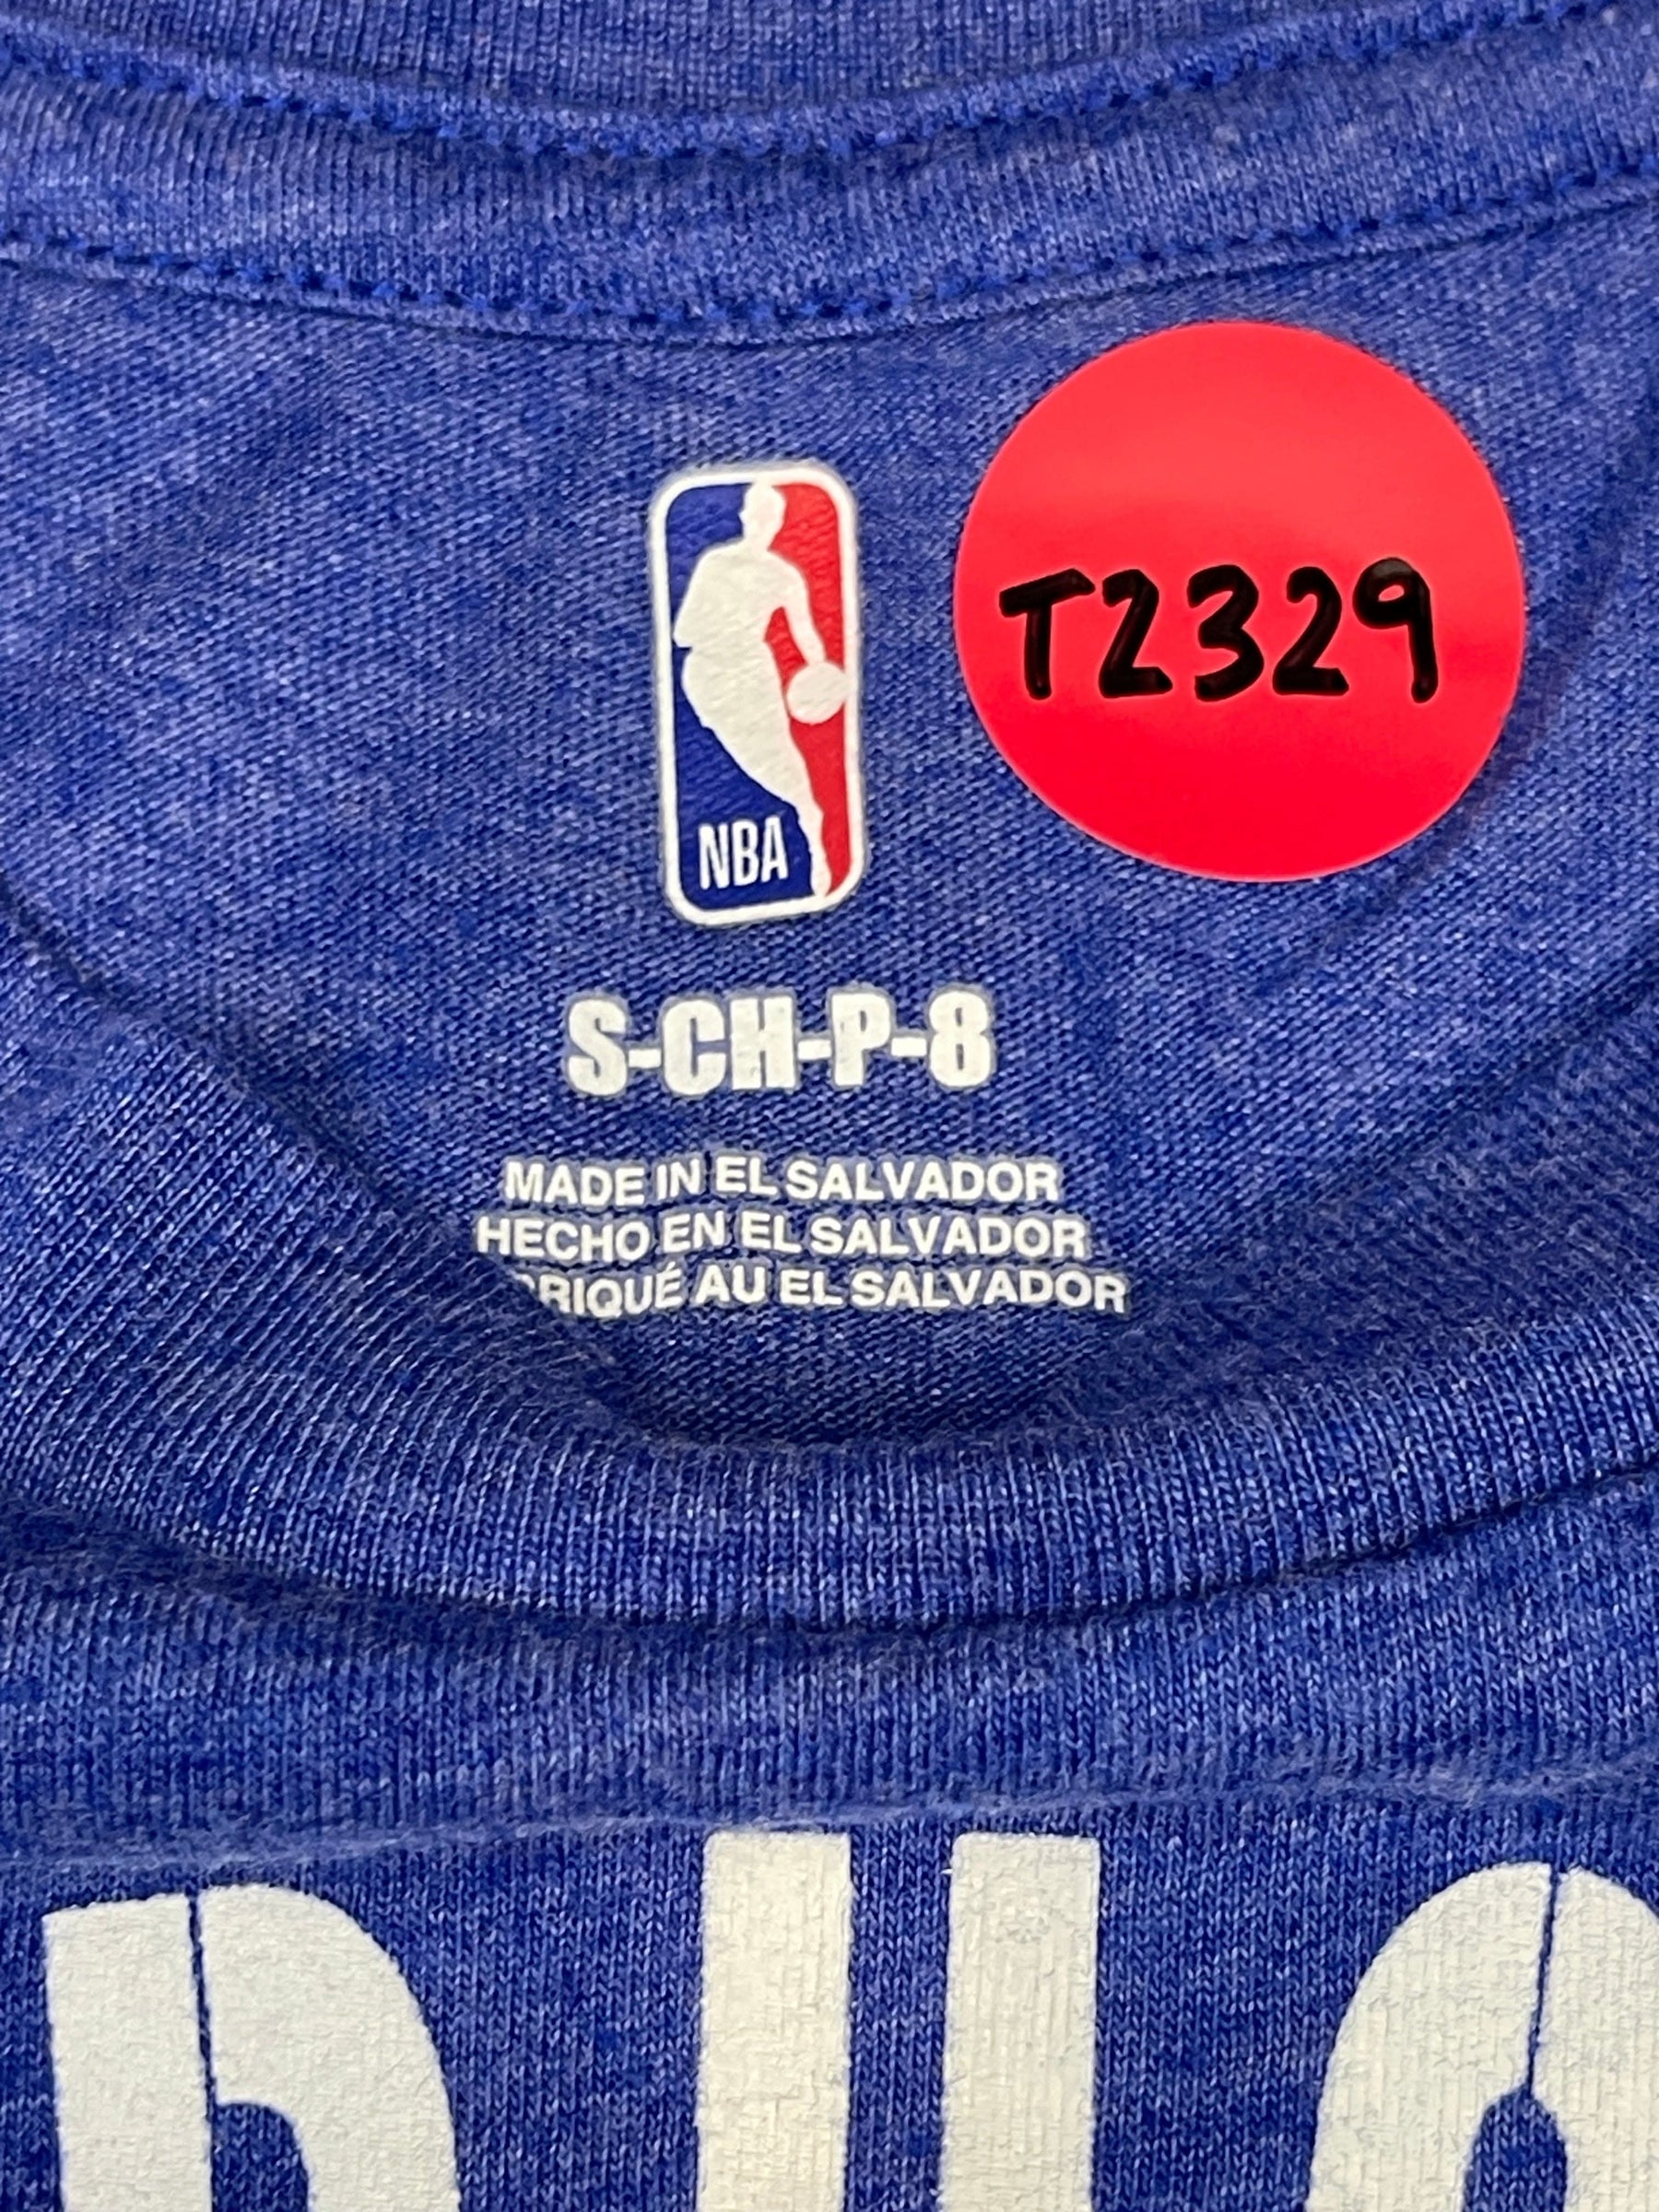 T2329
NBA
S-CH-P-8
MADE IN EL SALVADOR
HECHO EN EL SALVADOR
AU EL SALVADOR